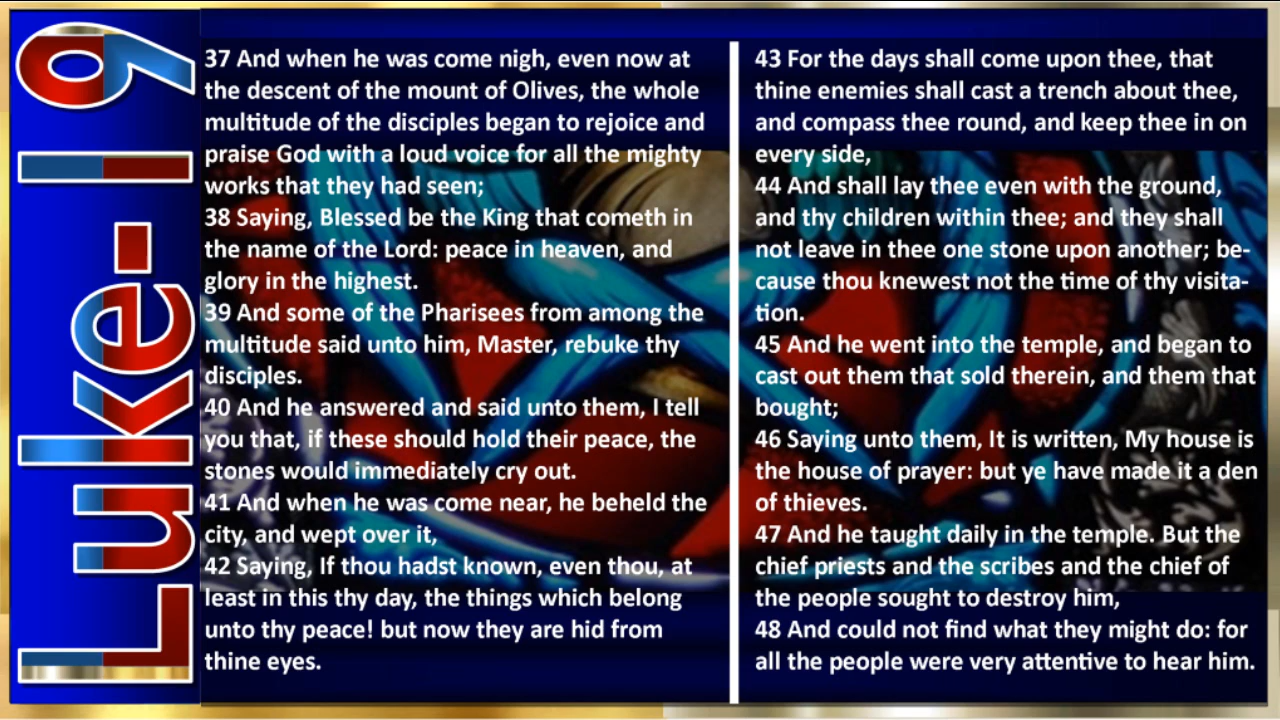 Luke-19
37 And when he was come nigh, even now at
the descent of the mount of Olives, the whole
multitude of the disciples began to rejoice and
praise God with a loud voice for all the mighty
works that they had seen;
38 Saying, Blessed be the King that cometh in
the name of the Lord: peace in heaven, and
glory in the highest.
39 And some of the Pharisees from among the
multitude said unto him, Master, rebuke thy
disciples.
40 And he answered and said unto them, I tell
you that, if these should hold their peace, the
stones would immediately cry out.
41 And when he was come near, he beheld the
city, and wept over it,
42 Saying, If thou hadst known, even thou, at
least in this thy day, the things which belong
unto thy peace! but now they are hid from
thine eyes.
43 For the days shall come upon thee, that
thine enemies shall cast a trench about thee,
and compass thee round, and keep thee in on
every side,
44 And shall lay thee even with the ground,
and thy children within thee; and they shall
not leave in thee one stone upon another; be-
cause thou knewest not the time of thy visita-
tion.
45 And he went into the temple, and began to
cast out them that sold therein, and them that
bought;
46 Saying unto them, It is written, My house is
the house of prayer: but ye have made it a den
of thieves.
47 And he taught daily in the temple. But the
chief priests and the scribes and the chief of
the people sought to destroy him,
48 And could not find what they might do: for
all the people were very attentive to hear him.